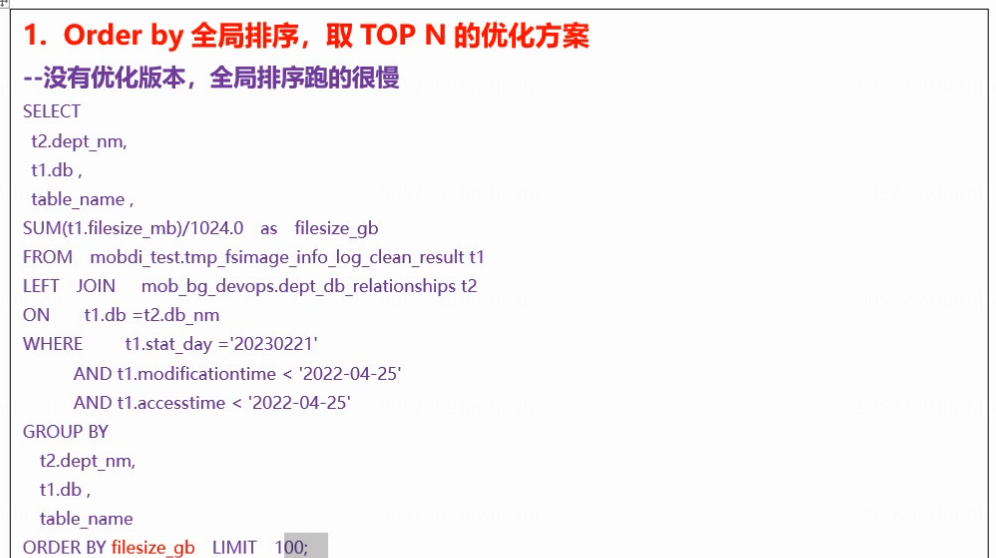 1. Order by 全局排序，取 TOP N 的优化方案
--没有优化版本，全局排序跑的很慢
SELECT
t2.dept_nm,
t1.db ,
table_name ,
SUM(t1.filesize_mb)/1024.0 as filesize_gb
FROM mobdi_test.tmp_fsimage_info_log_clean_result t1
LEFT JOIN mob_bg_devops.dept_db_relationships t2
ON t1.db =t2.db_nm
WHERE t1.stat_day ='20230221'
AND t1.modificationtime < '2022-04-25'
AND t1.accesstime < '2022-04-25'
GROUP BY
t2.dept_nm,
t1.db ,
table_name
ORDER BY filesize_gb LIMIT 100;